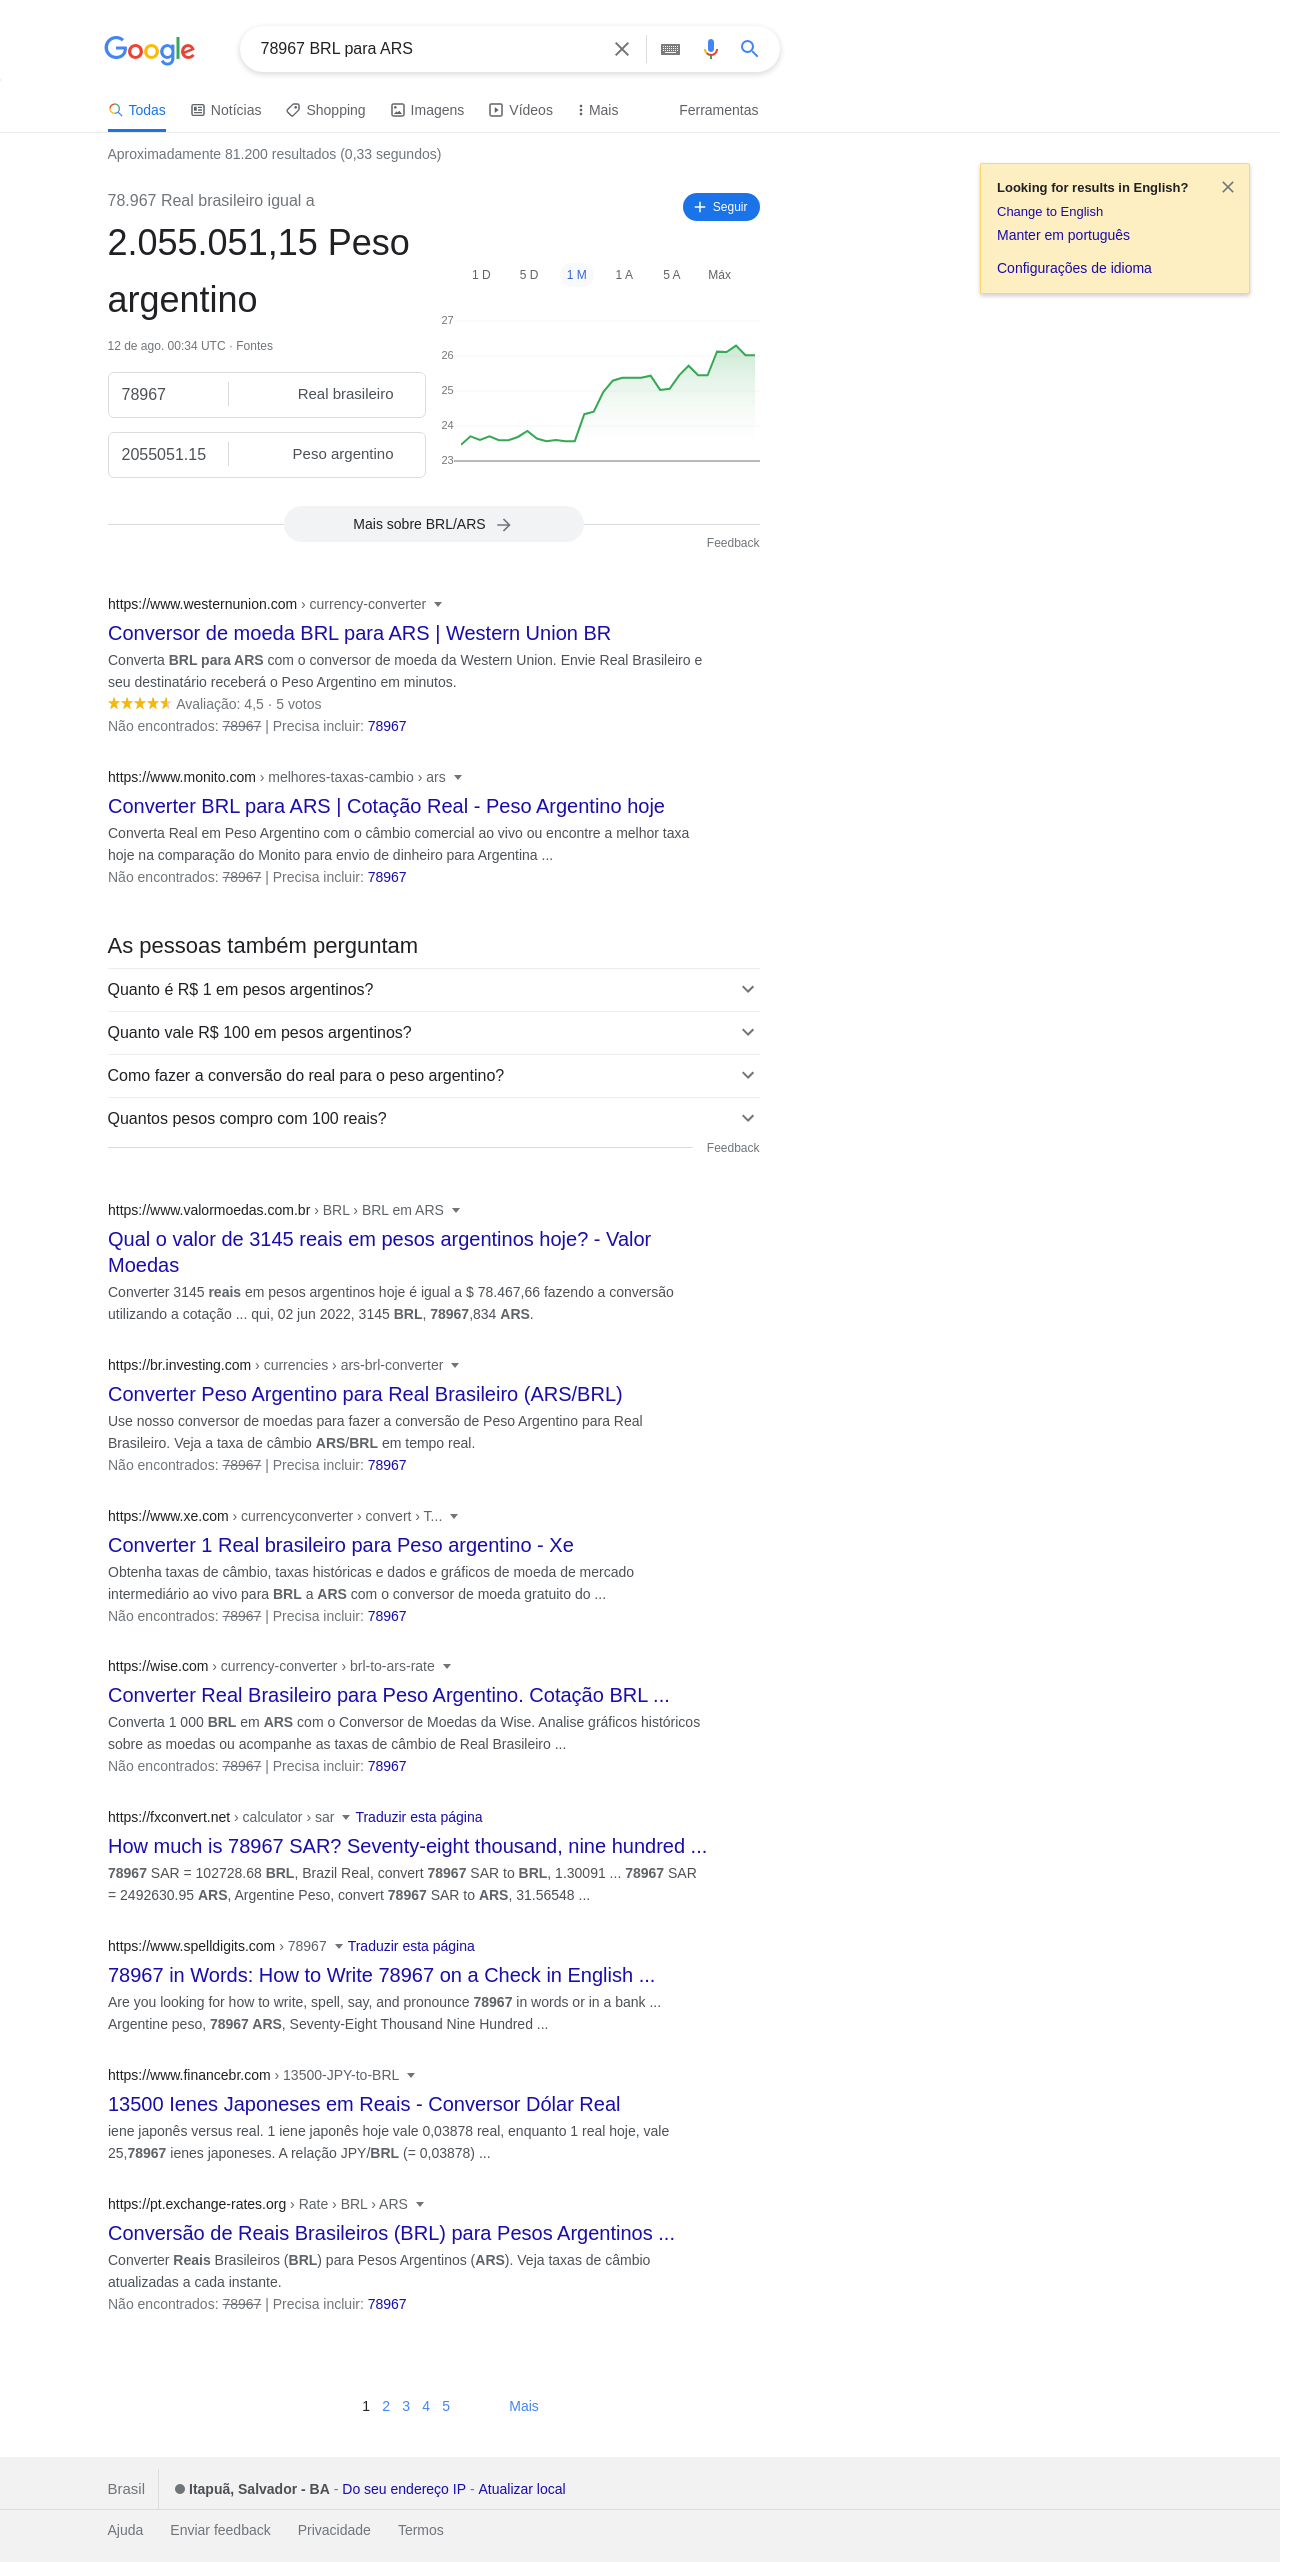 Google
78967 BRL para ARS
Todas Notícias Shopping Imagens Vídeos Mais Ferramentas
Aproximadamente 81.200 resultados (0,33 segundos)
Looking for results in English?
Change to English
Manter em português
Configurações de idioma
78.967 Real brasileiro igual a
Seguir
2.055.051,15 Peso
argentino
12 de ago. 00:34 UTC · Fontes
78967 Real brasileiro
2055051.15 Peso argentino
1 D 5 D 1 M 1 A 5 A Máx
27
26
25
24
23
Mais sobre BRL/ARS
Feedback
https://www.westernunion.com › currency-converter
Conversor de moeda BRL para ARS | Western Union BR
Converta BRL para ARS com o conversor de moeda da Western Union. Envie Real Brasileiro e
seu destinatário receberá o Peso Argentino em minutos.
Avaliação: 4,5 · 5 votos
Não encontrados: 78967 | Precisa incluir: 78967
https://www.monito.com › melhores-taxas-cambio › ars
Converter BRL para ARS | Cotação Real - Peso Argentino hoje
Converta Real em Peso Argentino com o câmbio comercial ao vivo ou encontre a melhor taxa
hoje na comparação do Monito para envio de dinheiro para Argentina ...
Não encontrados: 78967 | Precisa incluir: 78967
As pessoas também perguntam
Quanto é R$ 1 em pesos argentinos?
Quanto vale R$ 100 em pesos argentinos?
Como fazer a conversão do real para o peso argentino?
Quantos pesos compro com 100 reais?
Feedback
https://www.valormoedas.com.br › BRL › BRL em ARS
Qual o valor de 3145 reais em pesos argentinos hoje? - Valor
Moedas
Converter 3145 reais em pesos argentinos hoje é igual a $ 78.467,66 fazendo a conversão
utilizando a cotação ... qui, 02 jun 2022, 3145 BRL, 78967,834 ARS.
https://br.investing.com › currencies › ars-brl-converter
Converter Peso Argentino para Real Brasileiro (ARS/BRL)
Use nosso conversor de moedas para fazer a conversão de Peso Argentino para Real
Brasileiro. Veja a taxa de câmbio ARS/BRL em tempo real.
Não encontrados: 78967 | Precisa incluir: 78967
https://www.xe.com › currencyconverter › convert › T...
Converter 1 Real brasileiro para Peso argentino - Xe
Obtenha taxas de câmbio, taxas históricas e dados e gráficos de moeda de mercado
intermediário ao vivo para BRL a ARS com o conversor de moeda gratuito do ...
Não encontrados: 78967 | Precisa incluir: 78967
https://wise.com › currency-converter › brl-to-ars-rate
Converter Real Brasileiro para Peso Argentino. Cotação BRL ...
Converta 1 000 BRL em ARS com o Conversor de Moedas da Wise. Analise gráficos históricos
sobre as moedas ou acompanhe as taxas de câmbio de Real Brasileiro ...
Não encontrados: 78967 | Precisa incluir: 78967
https://fxconvert.net › calculator › sar Traduzir esta página
How much is 78967 SAR? Seventy-eight thousand, nine hundred ...
78967 SAR = 102728.68 BRL, Brazil Real, convert 78967 SAR to BRL, 1.30091 ... 78967 SAR
= 2492630.95 ARS, Argentine Peso, convert 78967 SAR to ARS, 31.56548 ...
https://www.spelldigits.com › 78967 Traduzir esta página
78967 in Words: How to Write 78967 on a Check in English ...
Are you looking for how to write, spell, say, and pronounce 78967 in words or in a bank ...
Argentine peso, 78967 ARS, Seventy-Eight Thousand Nine Hundred ...
https://www.financebr.com › 13500-JPY-to-BRL
13500 Ienes Japoneses em Reais - Conversor Dólar Real
iene japonês versus real. 1 iene japonês hoje vale 0,03878 real, enquanto 1 real hoje, vale
25,78967 ienes japoneses. A relação JPY/BRL (= 0,03878) ...
https://pt.exchange-rates.org › Rate › BRL › ARS
Conversão de Reais Brasileiros (BRL) para Pesos Argentinos ...
Converter Reais Brasileiros (BRL) para Pesos Argentinos (ARS). Veja taxas de câmbio
atualizadas a cada instante.
Não encontrados: 78967 | Precisa incluir: 78967
1 2 3 4 5 Mais
Brasil Itapuã, Salvador - BA - Do seu endereço IP - Atualizar local
Ajuda Enviar feedback Privacidade Termos